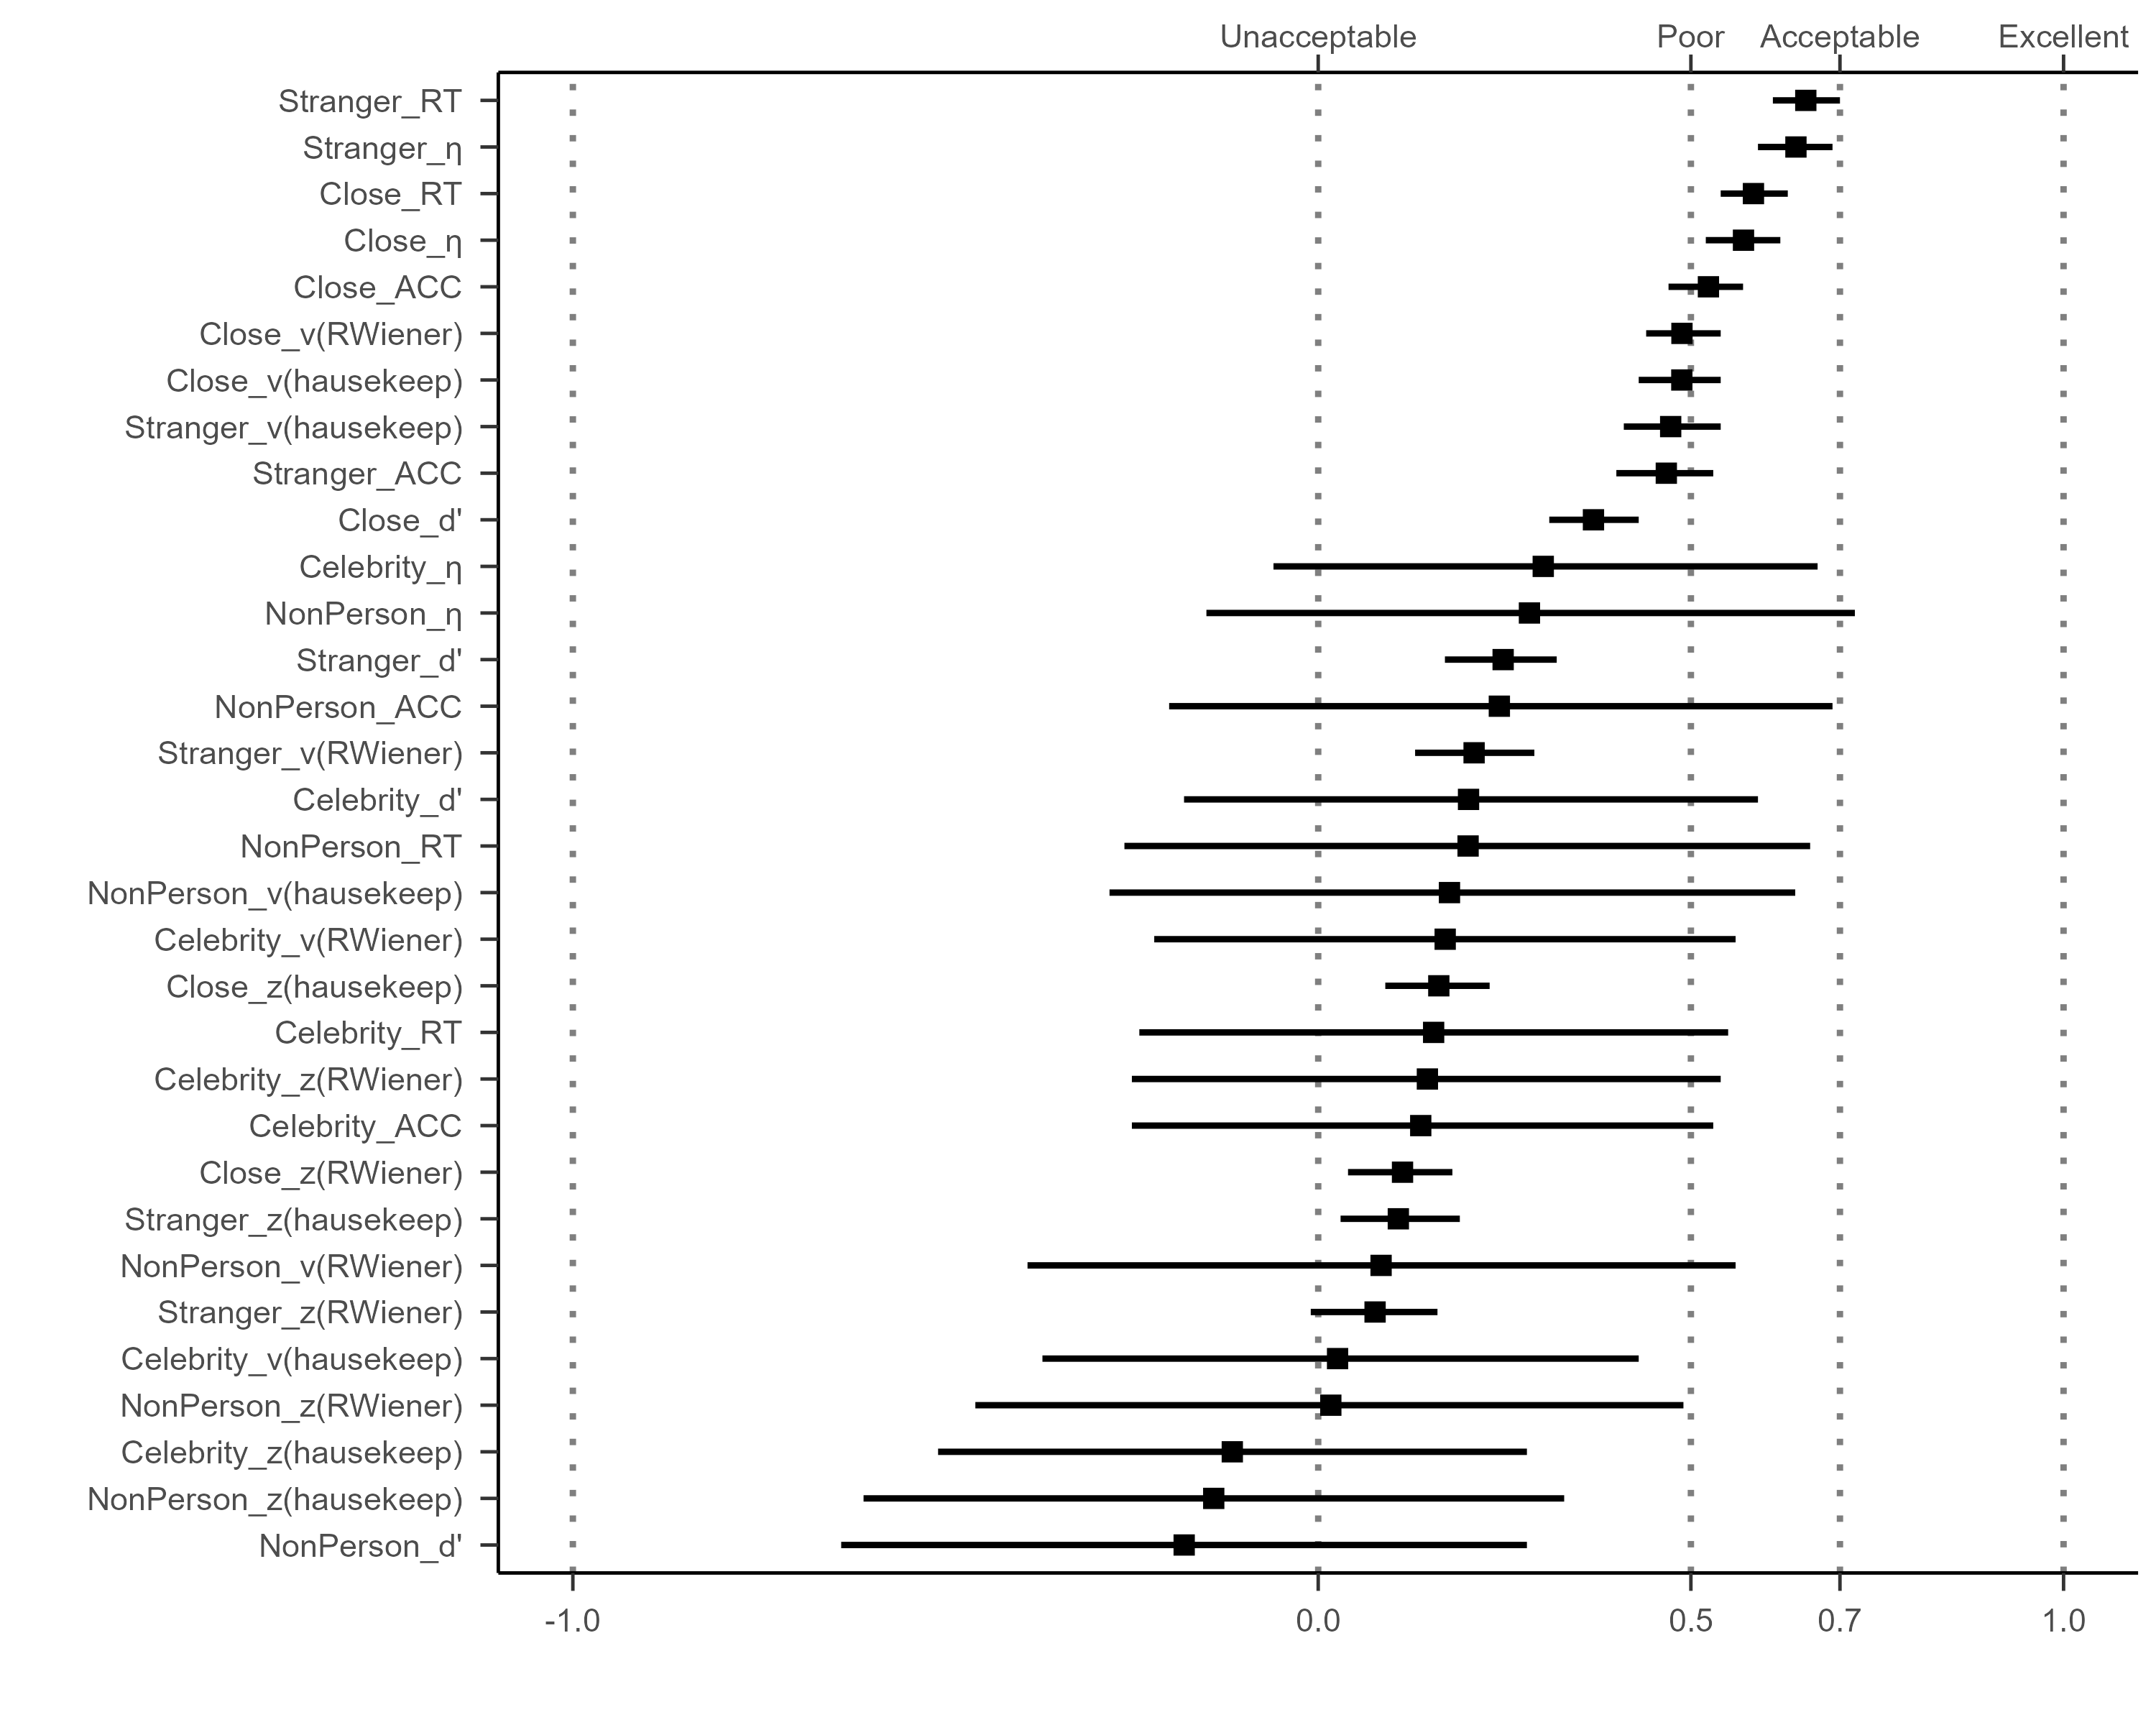 Unacceptable Poor Acceptable Excellent
Stranger_RT
Stranger_η
Close_RT
Close_η
Close_ACC
Close_v(RWiener)
Close_v(hausekeep)
Stranger_v(hausekeep)
Stranger_ACC
Close_d'
Celebrity_η
NonPerson_η
Stranger_d'
NonPerson_ACC
Stranger_v(RWiener)
Celebrity_d'
NonPerson_RT
NonPerson_v(hausekeep)
Celebrity_v(RWiener)
Close_z(hausekeep)
Celebrity_RT
Celebrity_z(RWiener)
Celebrity_ACC
Close_z(RWiener)
Stranger_z(hausekeep)
NonPerson_v(RWiener)
Stranger_z(RWiener)
Celebrity_v(hausekeep)
NonPerson_z(RWiener)
Celebrity_z(hausekeep)
NonPerson_z(hausekeep)
NonPerson_d'
-1.0 0.0 0.5 0.7 1.0